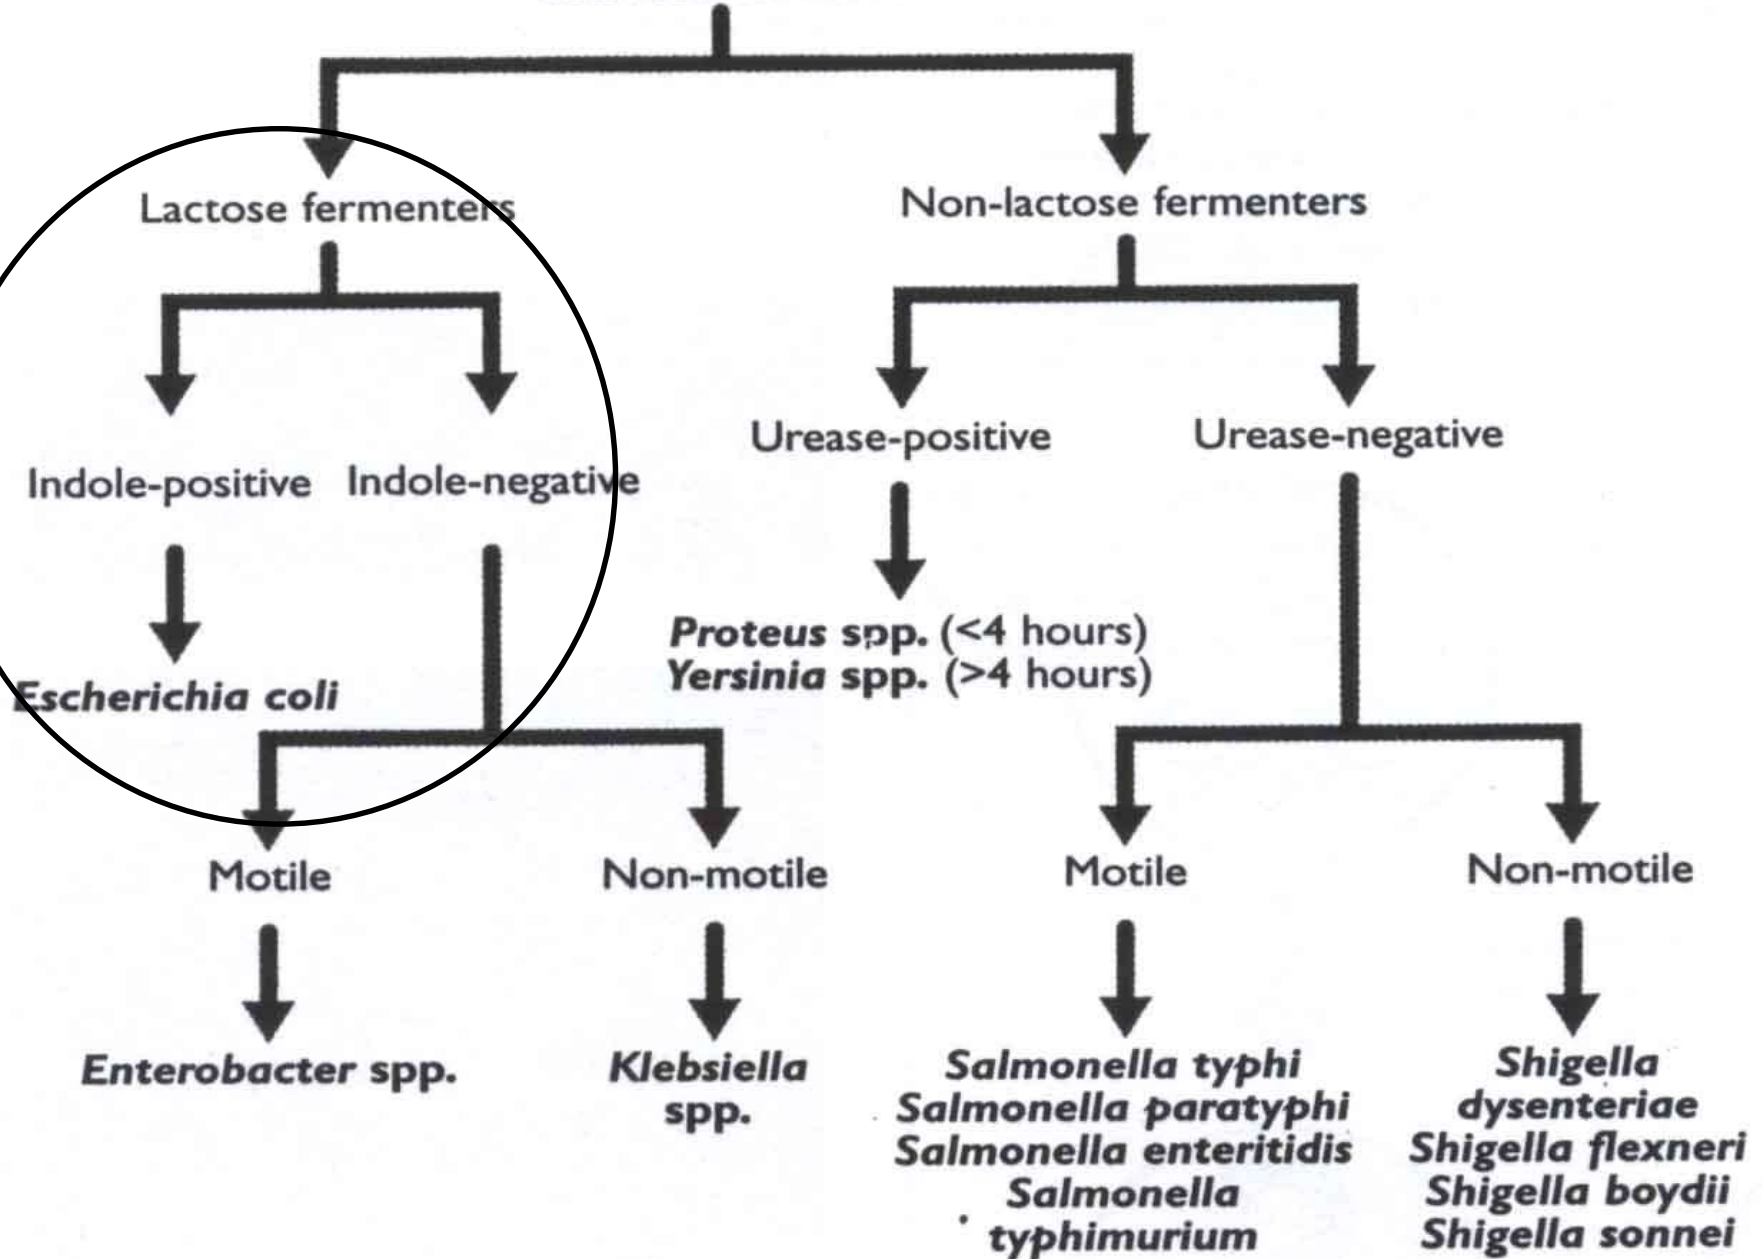 Lactose fermenters
Non-lactose fermenters
Indole-positive
Indole-negative
Urease-positive
Urease-negative
Escherichia coli
Proteus spp. (<4 hours)
Yersinia spp. (>4 hours)
Motile
Non-motile
Motile
Non-motile
Enterobacter spp.
Klebsiella
spp.
Salmonella typhi
Salmonella paratyphi
Salmonella enteritidis
Salmonella
typhimurium
Shigella
dysenteriae
Shigella flexneri
Shigella boydii
Shigella sonnei